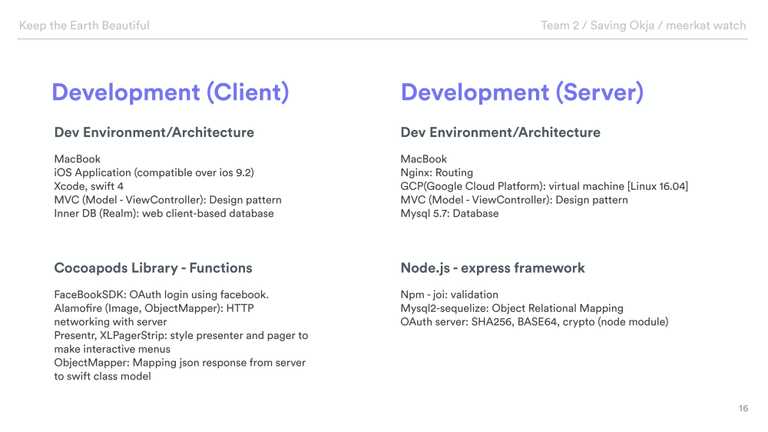 Keep the Earth Beautiful
Team 2 / Saving Okja / meerkat watch
Development (Client)
Dev Environment/Architecture
MacBook
iOS Application (compatible over ios 9.2)
Xcode, swift 4
MVC (Model - ViewController): Design pattern
Inner DB (Realm): web client-based database
Cocoapods Library - Functions
FaceBookSDK: OAuth login using facebook.
Alamofire (Image, ObjectMapper): HTTP
networking with server
Presentr, XLPagerStrip: style presenter and pager to
make interactive menus
ObjectMapper: Mapping json response from server
to swift class model
Development (Server)
Dev Environment/Architecture
MacBook
Nginx: Routing
GCP(Google Cloud Platform): virtual machine [Linux 16.04]
MVC (Model - ViewController): Design pattern
Mysql 5.7: Database
Node.js - express framework
Npm - joi: validation
Mysql2-sequelize: Object Relational Mapping
OAuth server: SHA256, BASE64, crypto (node module)
16